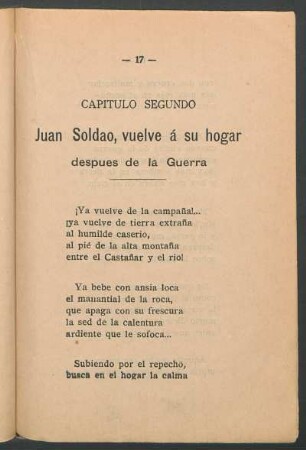 — 17 —
CAPITULO SEGUNDO
Juan Soldao, vuelve á su hogar
despues de la Guerra
¡Ya vuelve de la campaña!...
¡ya vuelve de tierra extraña
al humilde caserio,
al pié de la alta montaña
entre el Castañar y el rio!
Ya bebe con ansia loca
el manantial de la roca,
que apaga con su frescura
la sed de la calentura
ardiente que le sofoca...
Subiendo por el repecho,
busca en el hogar la calma